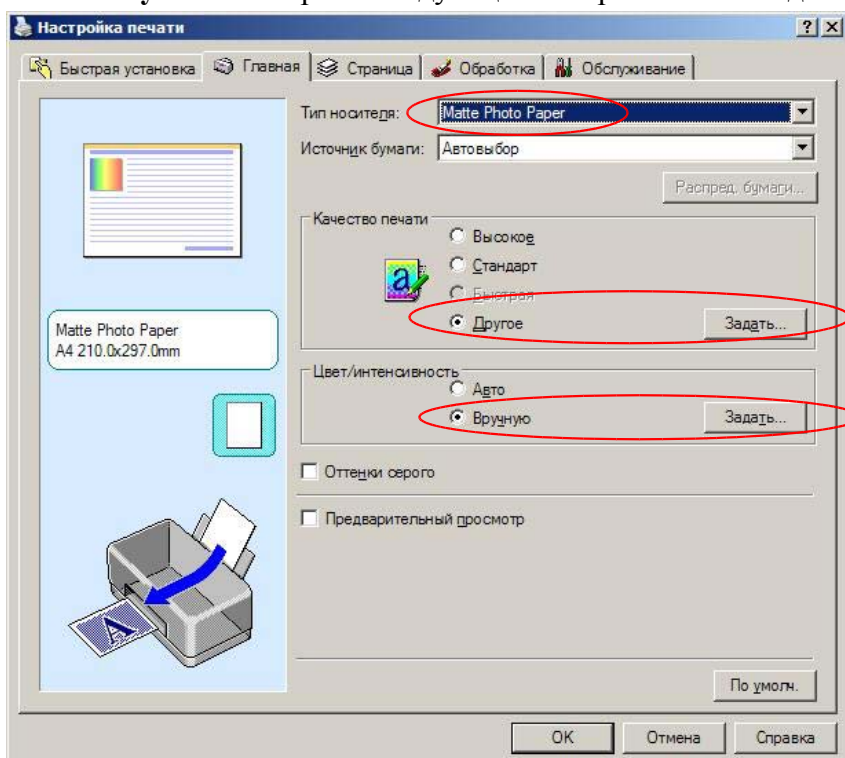 Настройка печати
Быстрая установка Главная Страница Обработка Обслуживание
Тип носителя: Matte Photo Paper
Источник бумаги: Автовыбор
Распред. бумаги...
Качество печати
Высокое
Стандарт
Быстрая
Другое Задать...
Matte Photo Paper
A4 210.0x297.0mm
Цвет/интенсивность
Авто
Вручную Задать...
Оттенки серого
Предварительный просмотр
A
По умолч.
OK Отмена Справка